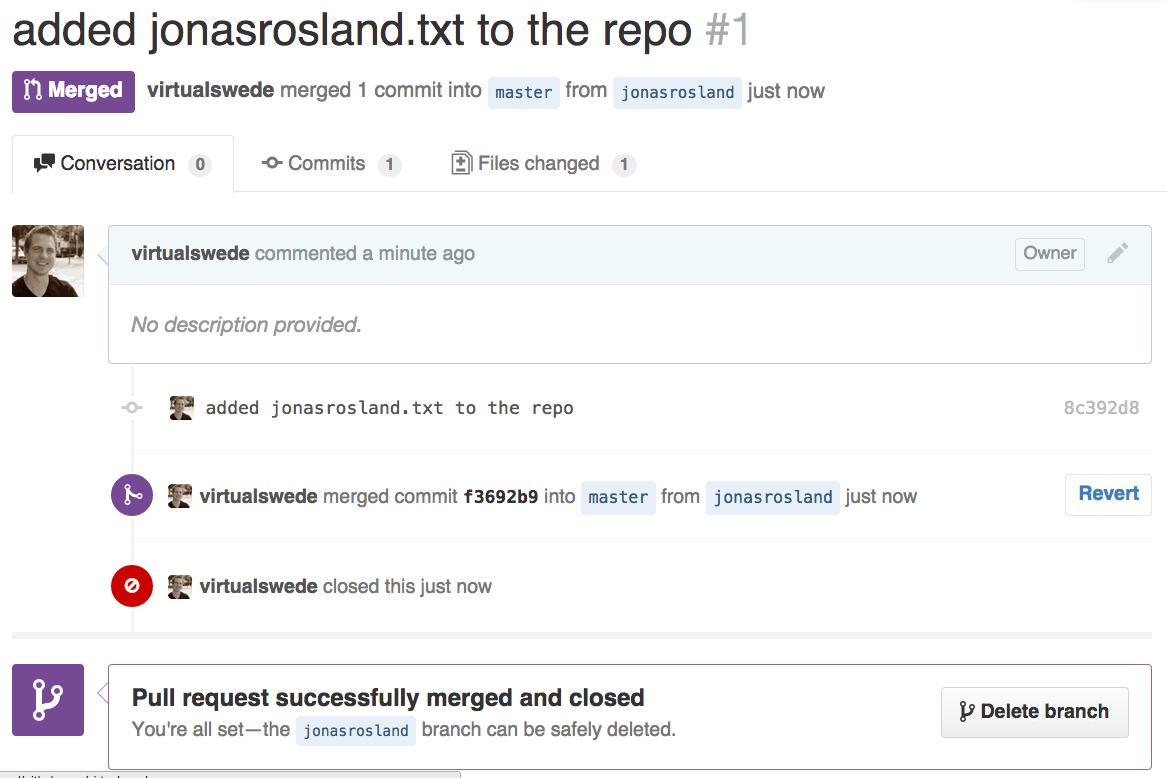 added jonasrosland.txt to the repo #1
Merged virtualswede merged 1 commit into master from jonasrosland just now
Conversation 0 Commits 1 Files changed 1
virtualswede commented a minute ago Owner
No description provided.
added jonasrosland.txt to the repo 8c392d8
virtualswede merged commit f3692b9 into master from jonasrosland just now Revert
virtualswede closed this just now
Pull request successfully merged and closed
You're all set—the jonasrosland branch can be safely deleted.
Delete branch